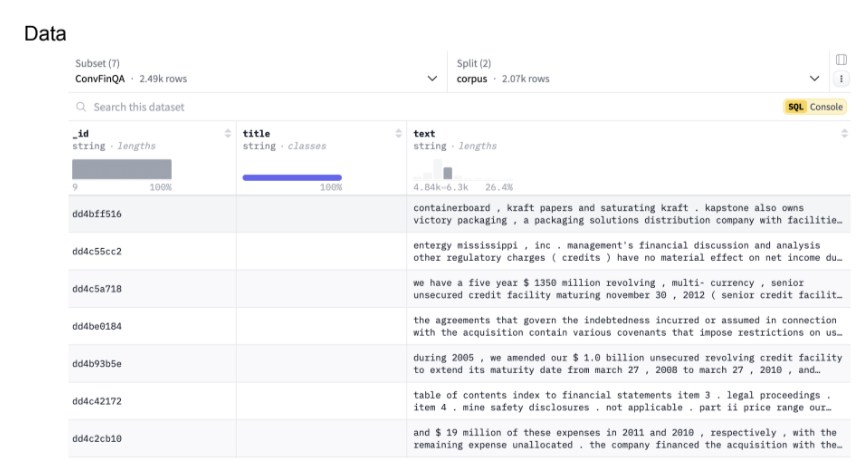 Data
Subset (7)
ConvFinQA · 2.49k rows
Split (2)
corpus · 2.07k rows
Search this dataset
SQL Console
_id
string · lengths
title
string · classes
text
string · lengths
9 100%
100%
4.84k–6.3k 26.4%
dd4bff516
containerboard , kraft papers and saturating kraft . kapstone also owns
victory packaging , a packaging solutions distribution company with facilitie…
dd4c55cc2
entergy mississippi , inc . management's financial discussion and analysis
other regulatory charges ( credits ) have no material effect on net income du…
dd4c5a718
we have a five year $ 1350 million revolving , multi- currency , senior
unsecured credit facility maturing november 30 , 2012 ( senior credit facilit…
dd4be0184
the agreements that govern the indebtedness incurred or assumed in connection
with the acquisition contain various covenants that impose restrictions on us…
dd4b93b5e
during 2005 , we amended our $ 1.0 billion unsecured revolving credit facility
to extend its maturity date from march 27 , 2008 to march 27 , 2010 , and…
dd4c42172
table of contents index to financial statements item 3 . legal proceedings .
item 4 . mine safety disclosures . not applicable . part ii price range our…
dd4c2cb10
and $ 19 million of these expenses in 2011 and 2010 , respectively , with the
remaining expense unallocated . the company financed the acquisition with the…